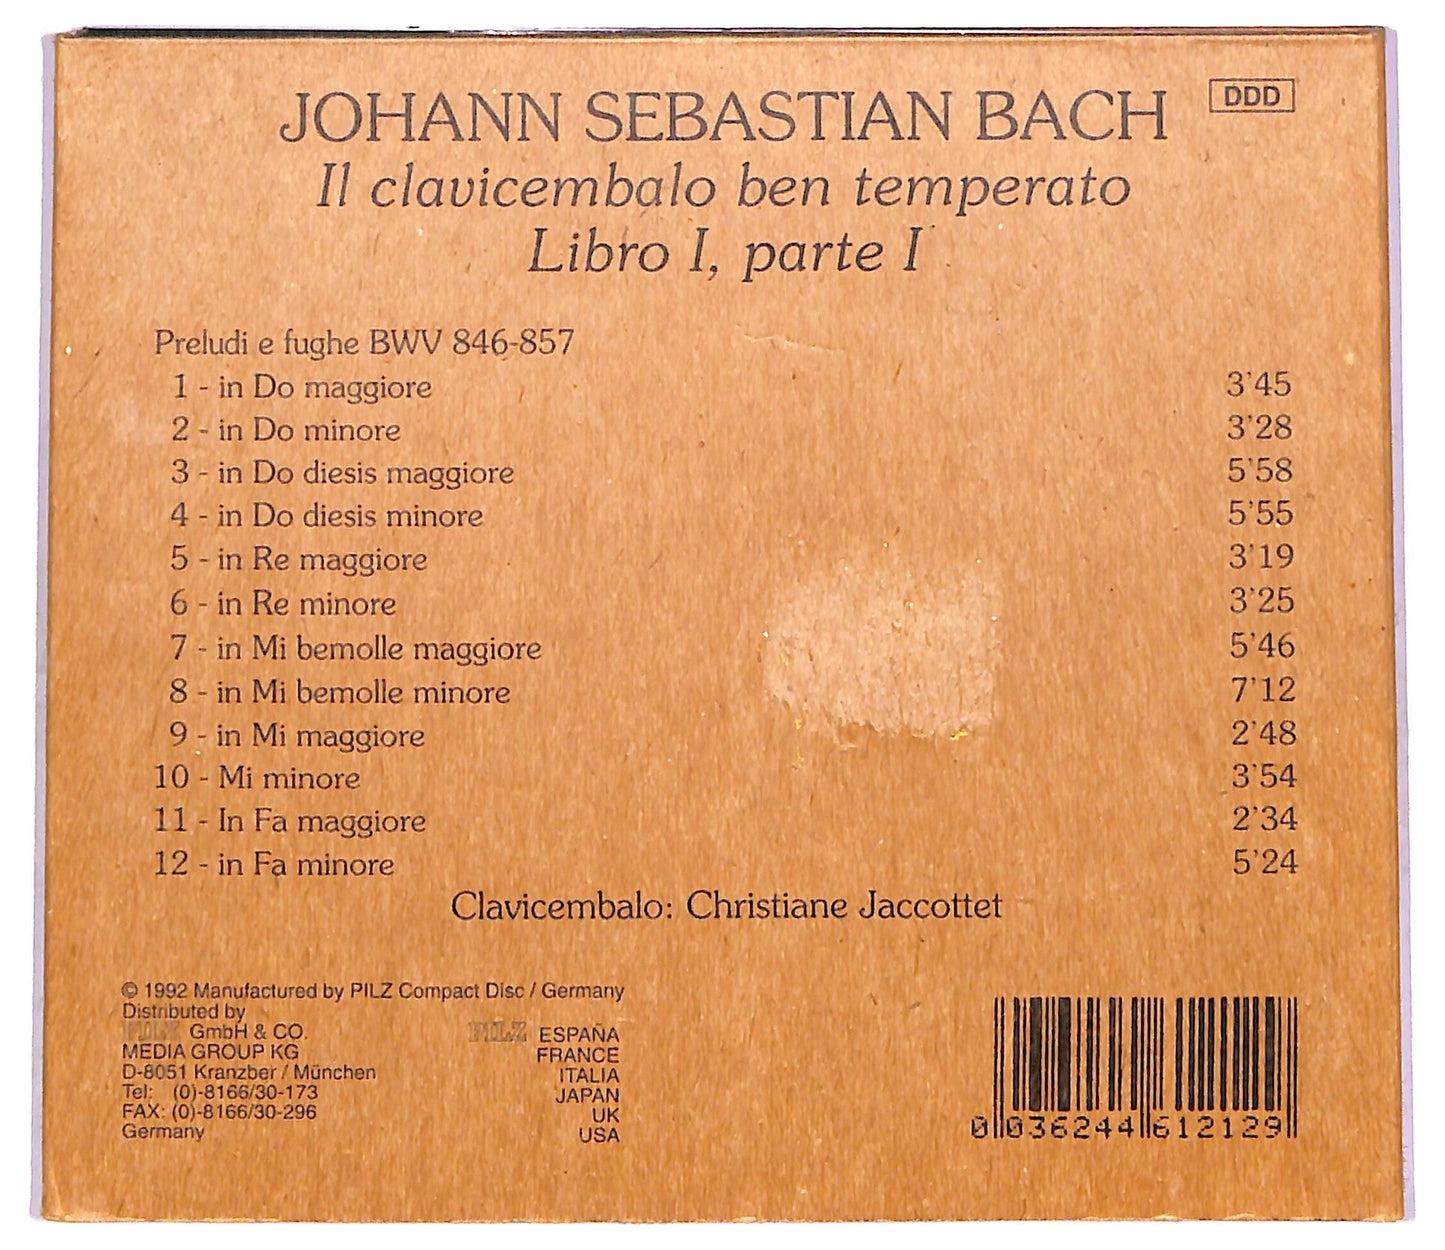 JOHANN SEBASTIAN BACH DDD
Il clavicembalo ben temperato
Libro I, parte I
Preludi e fughe BWV 846-857
1 - in Do maggiore 3'45
2 - in Do minore 3'28
3 - in Do diesis maggiore 5'58
4 - in Do diesis minore 5'55
5 - in Re maggiore 3'19
6 - in Re minore 3'25
7 - in Mi bemolle maggiore 5'46
8 - in Mi bemolle minore 7'12
9 - in Mi maggiore 2'48
10 - Mi minore 3'54
11 - In Fa maggiore 2'34
12 - in Fa minore 5'24
Clavicembalo: Christiane Jaccottet
© 1992 Manufactured by PILZ Compact Disc / Germany
Distributed by
PILZ GmbH & CO.
MEDIA GROUP KG
D-8051 Kranzber / München
Tel: (0)-8166/30-173
FAX: (0)-8166/30-296
Germany
PILZ ESPAÑA
FRANCE
ITALIA
JAPAN
UK
USA
0 036244 612129